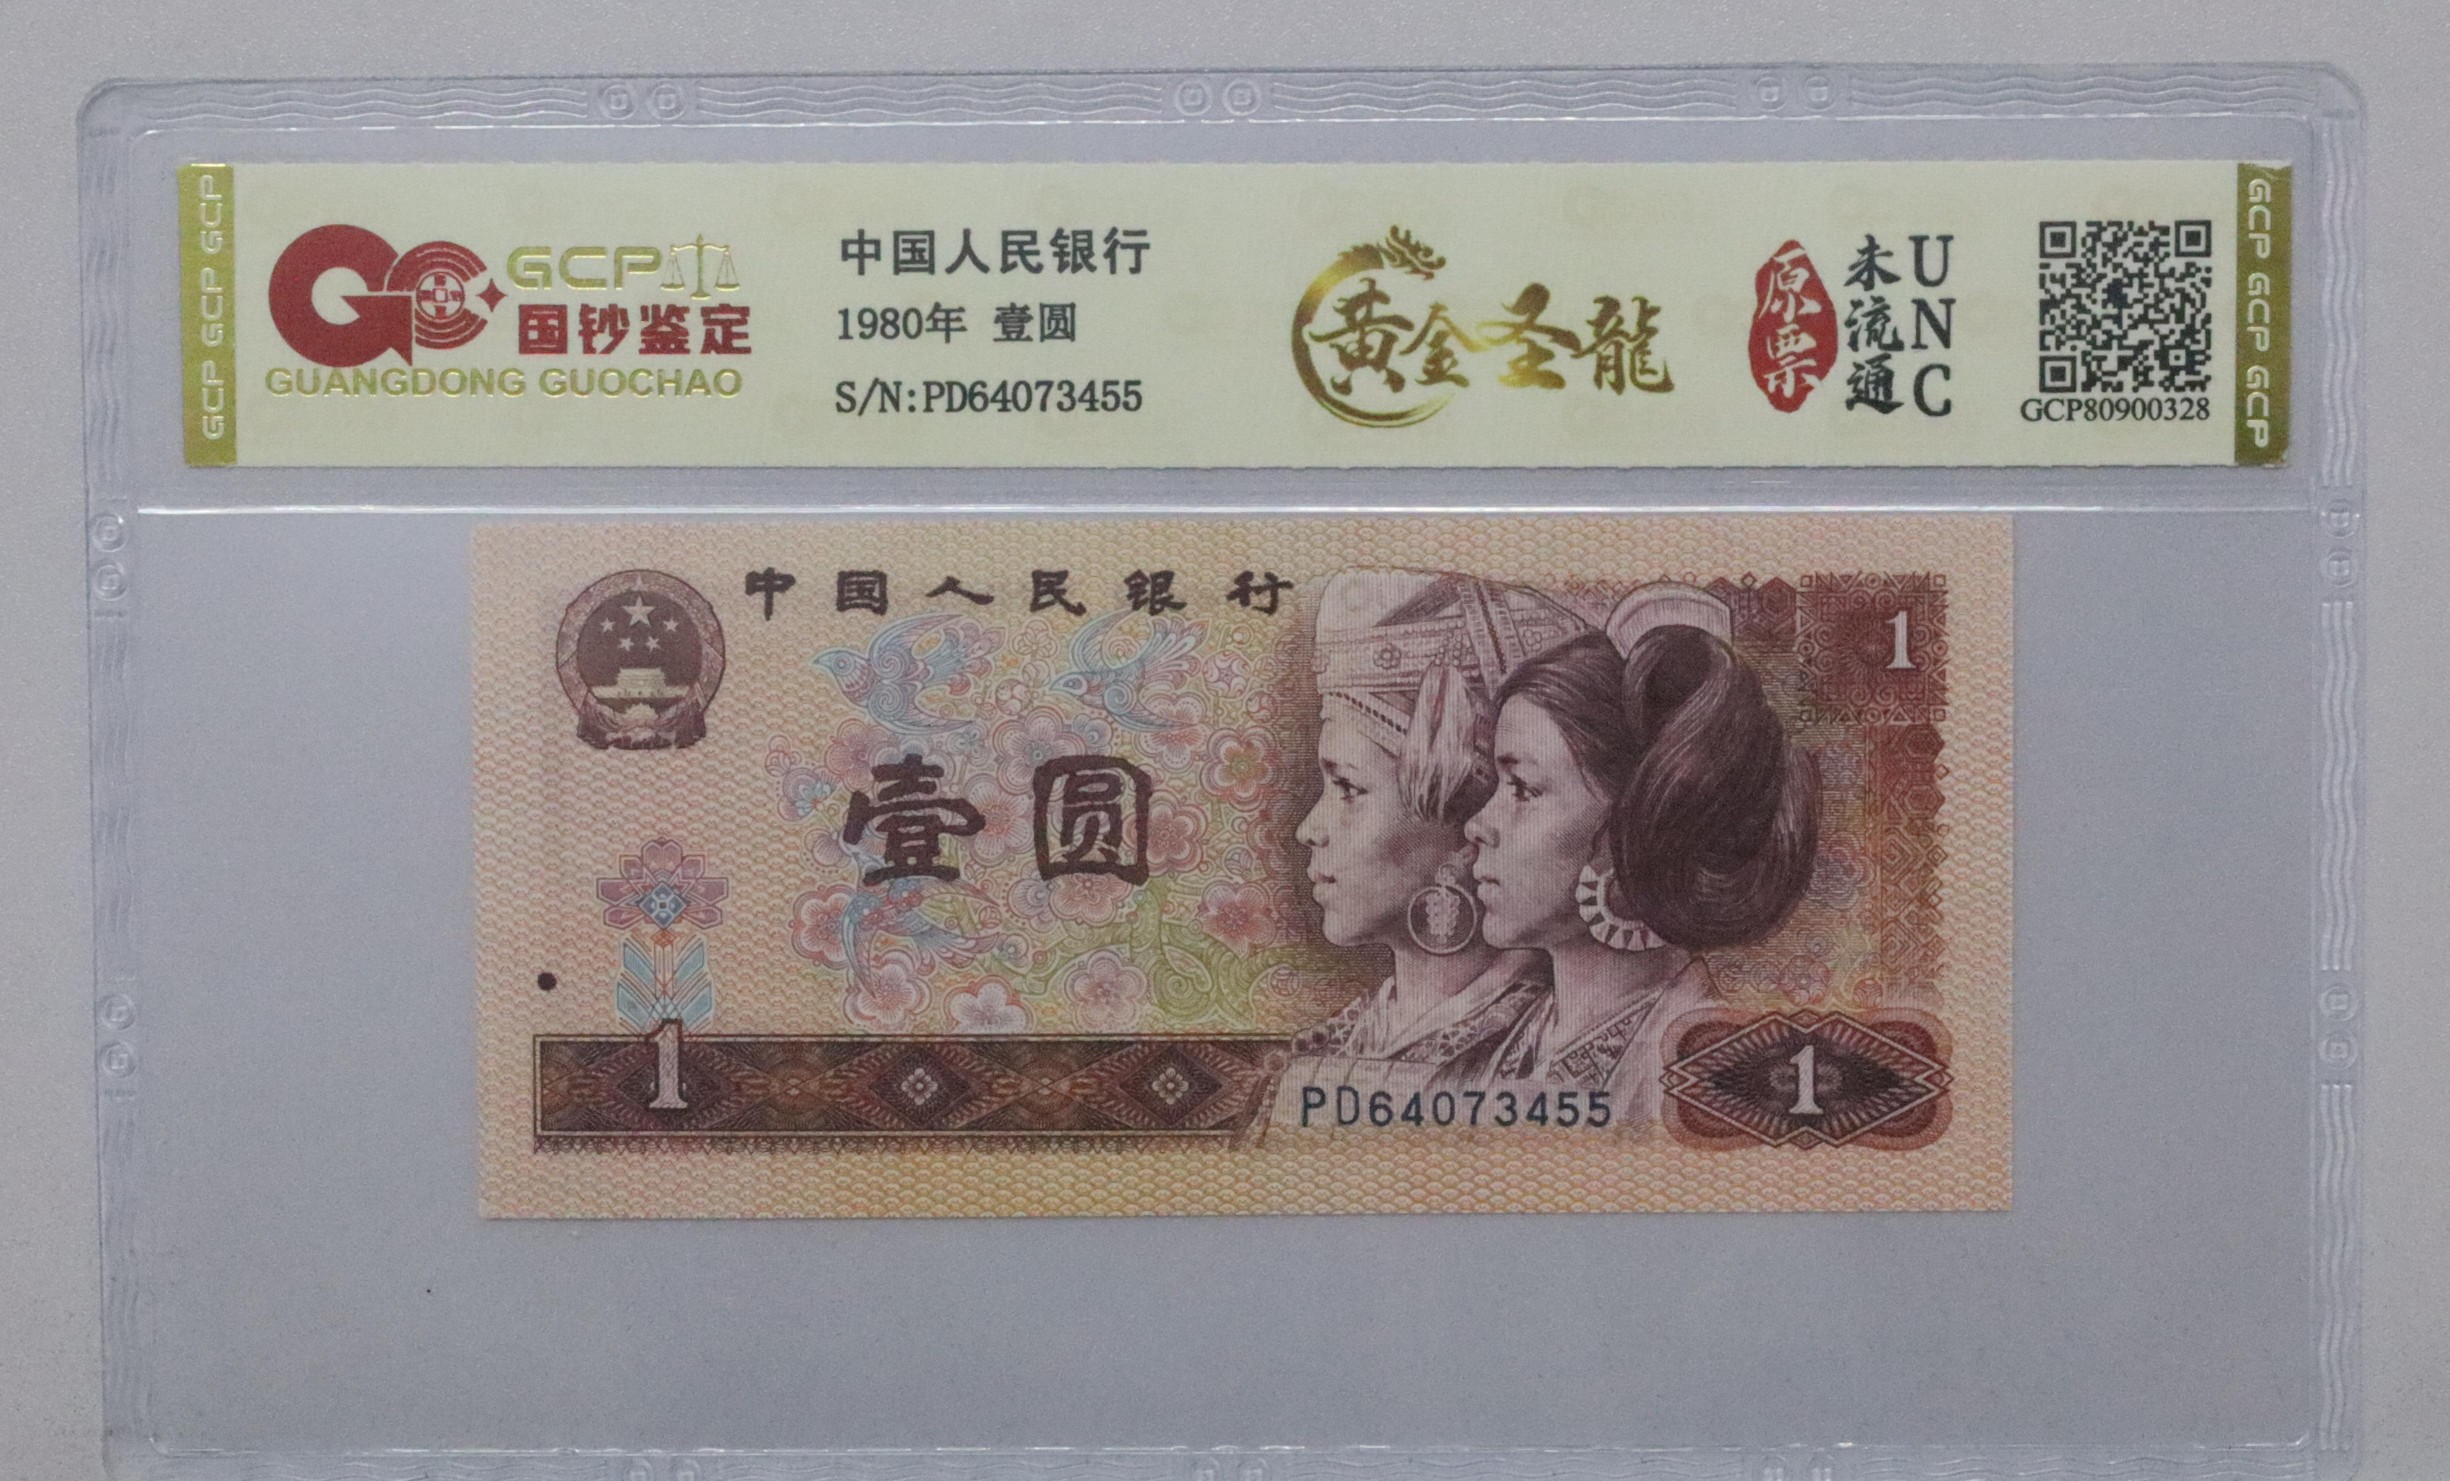 GCP GCP GCP
GCP
国钞鉴定
GUANGDONG GUOCHAO
中国人民银行
1980年 壹圆
S/N:PD64073455
黄金圣龍
原票
未流通
UNC
GCP80900328
GCP GCP GCP
中国人民银行
1
壹圆
1
PD64073455
1